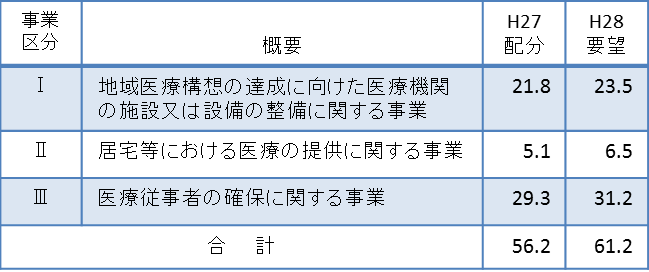 事業
区分
概要
H27
配分
H28
要望
Ⅰ
地域医療構想の達成に向けた医療機関
の施設又は設備の整備に関する事業
21.8
23.5
Ⅱ
居宅等における医療の提供に関する事業
5.1
6.5
Ⅲ
医療従事者の確保に関する事業
29.3
31.2
合 計
56.2
61.2